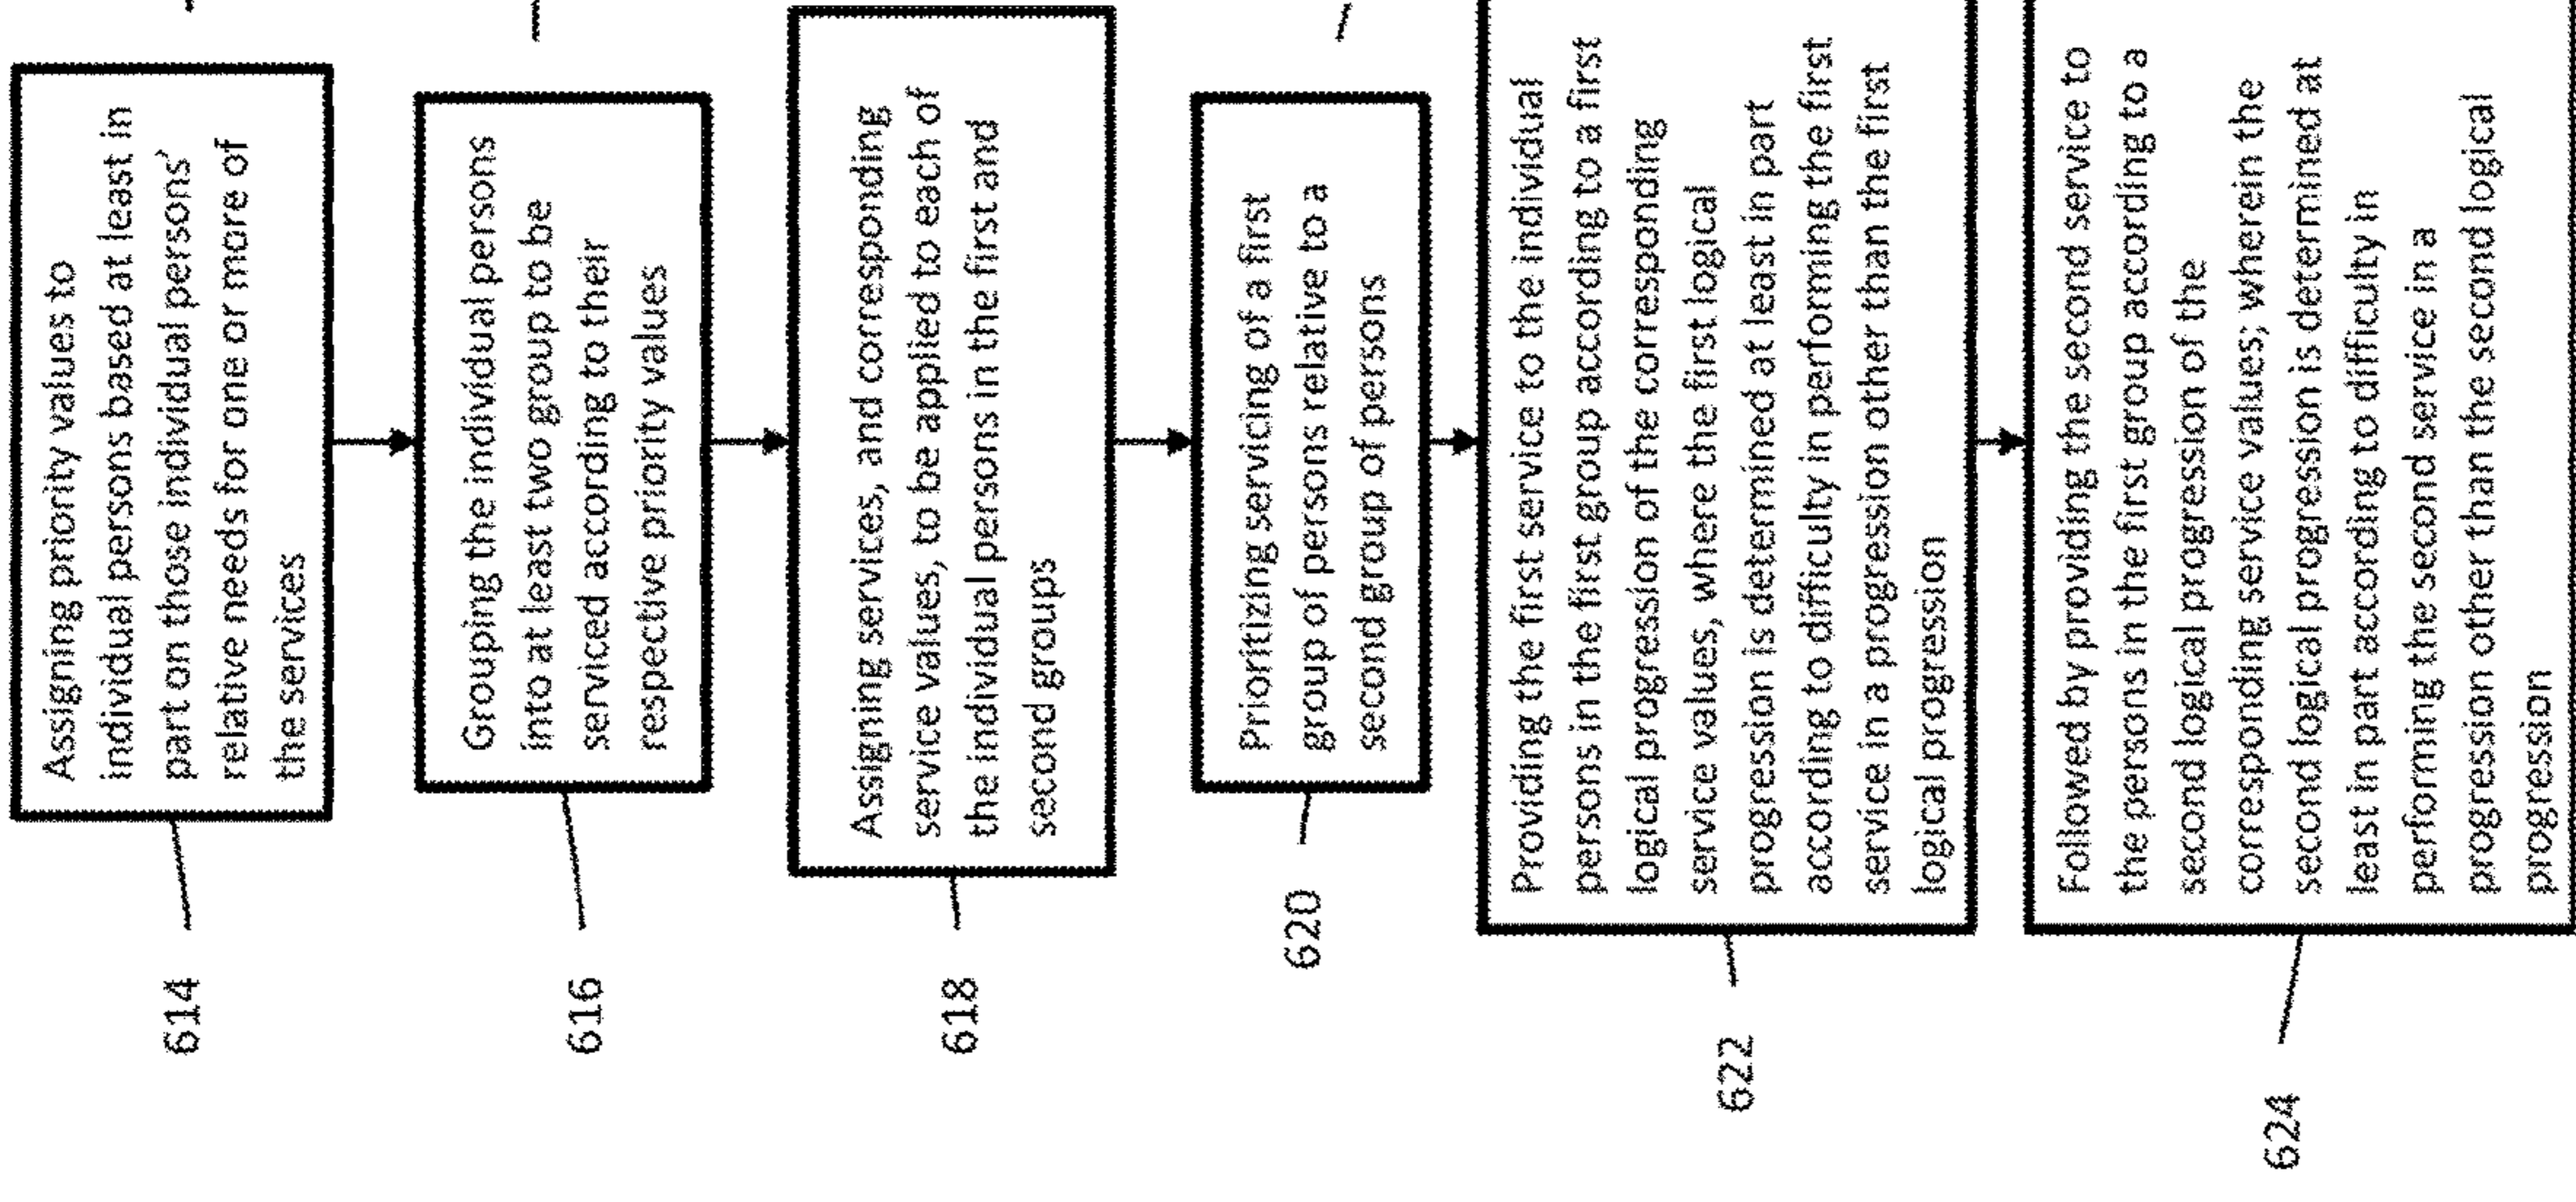 614
Assigning priority values to
individual persons based at least in
part on those individual persons'
relative needs for one or more of
the services
616
Grouping the individual persons
into at least two group to be
serviced according to their
respective priority values
618
Assigning services, and corresponding
service values, to be applied to each of
the individual persons in the first and
second groups
620
Prioritizing servicing of a first
group of persons relative to a
second group of persons
622
Providing the first service to the individual
persons in the first group according to a first
logical progression of the corresponding
service values, where the first logical
progression is determined at least in part
according to difficulty in performing the first
service in a progression other than the first
logical progression
624
Followed by providing the second service to
the persons in the first group according to a
second logical progression of the
corresponding service values; wherein the
second logical progression is determined at
least in part according to difficulty in
performing the second service in a
progression other than the second logical
progression